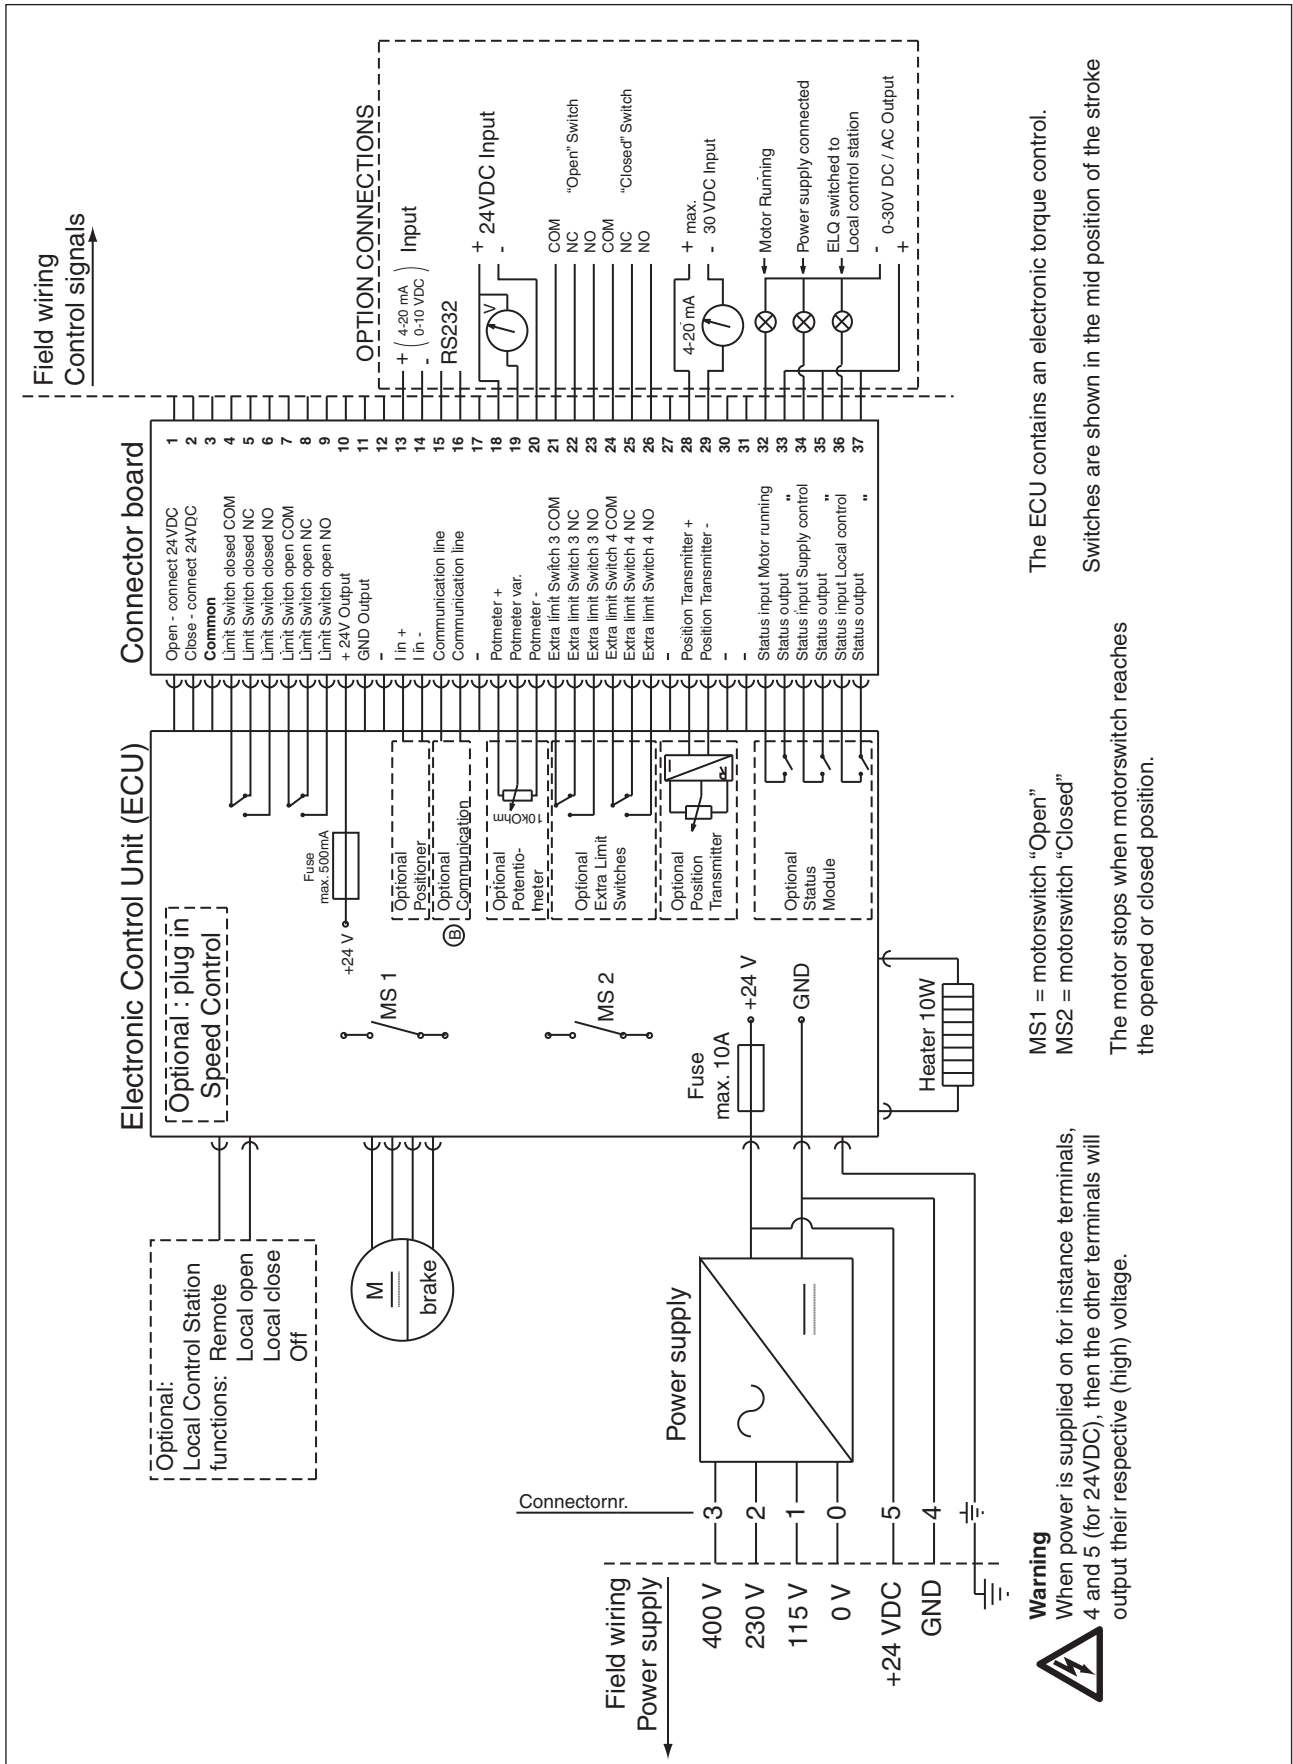 Field wiring
Control signals
OPTION CONNECTIONS
+
-
( 4-20 mA
0-10 VDC )
Input
RS232
V
+
-
24VDC Input
COM
NC
NO
"Open" Switch
COM
NC
NO
"Closed" Switch
4-20 mA
+ max.
- 30 VDC Input
Motor Running
Power supply connected
ELQ switched to
Local control station
-
0-30V DC / AC Output
+
Connector board
Open - connect 24VDC 1
Close - connect 24VDC 2
Common 3
Limit Switch closed COM 4
Limit Switch closed NC 5
Limit Switch closed NO 6
Limit Switch open COM 7
Limit Switch open NC 8
Limit Switch open NO 9
+ 24V Output 10
GND Output 11
- 12
I in + 13
I in - 14
Communication line 15
Communication line 16
- 17
Potmeter + 18
Potmeter var. 19
Potmeter - 20
Extra limit Switch 3 COM 21
Extra limit Switch 3 NC 22
Extra limit Switch 3 NO 23
Extra limit Switch 4 COM 24
Extra limit Switch 4 NC 25
Extra limit Switch 4 NO 26
- 27
Position Transmitter + 28
Position Transmitter - 29
- 30
- 31
Status input Motor running 32
Status output " 33
Status input Supply control 34
Status output " 35
Status input Local control 36
Status output " 37
Electronic Control Unit (ECU)
Optional : plug in
Speed Control
Fuse
max. 500mA
+24 V
MS 1
MS 2
Optional
Positioner
Optional
Communication
B
Optional
Potentio-
meter
10kOhm
Optional
Extra Limit
Switches
Optional
Position
Transmitter
I
R
Optional
Status
Module
Fuse
max. 10A
+24 V
GND
Heater 10W
Optional:
Local Control Station
functions: Remote
Local open
Local close
Off
M
brake
Power supply
Connectornr.
3
2
1
0
5
4
Field wiring
Power supply
400 V
230 V
115 V
0 V
+24 VDC
GND
Warning
When power is supplied on for instance terminals,
4 and 5 (for 24VDC), then the other terminals will
output their respective (high) voltage.
MS1 = motorswitch "Open"
MS2 = motorswitch "Closed"
The motor stops when motorswitch reaches
the opened or closed position.
The ECU contains an electronic torque control.
Switches are shown in the mid position of the stroke